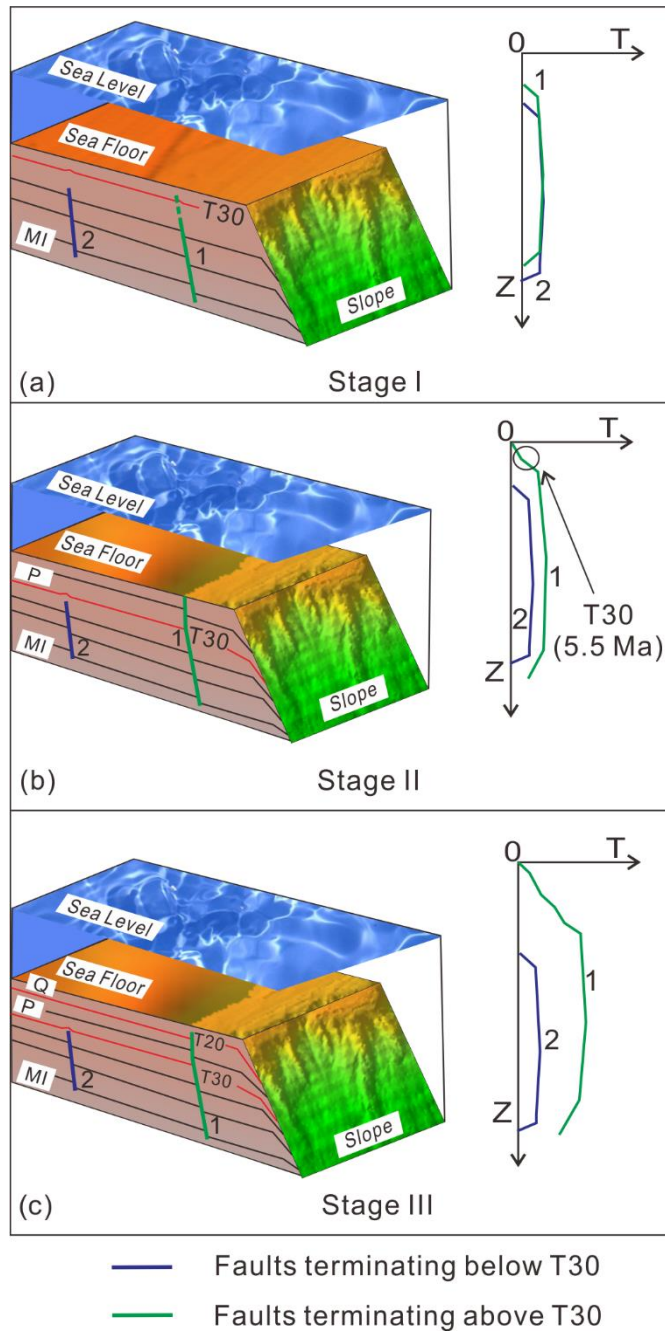 0
T
Sea Level
1
Sea Floor
T30
MI
2
1
Slope
Z
2
(a)
Stage I
0
T
Sea Level
Sea Floor
P
1
T30
2
1
2
T30
(5.5 Ma)
MI
Z
Slope
(b)
Stage II
0
T
Sea Level
Sea Floor
Q
P
T20
1
2
2
T30
MI
1
Z
Slope
(c)
Stage III
Faults terminating below T30
Faults terminating above T30